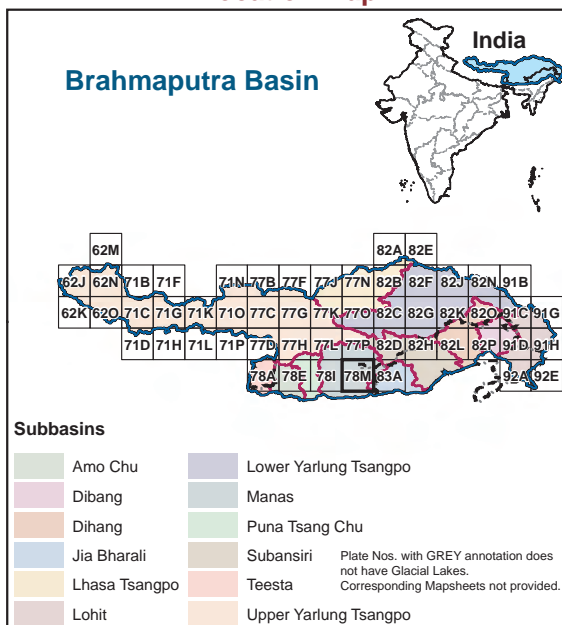 India
Brahmaputra Basin
62M 82A 82E
62J 62N 71B 71F 71N 77B 77F 77J 77N 82B 82F 82J 82N 91B
62K 62O 71C 71G 71K 71O 77C 77G 77K 77O 82C 82G 82K 82O 91C 91G
71D 71H 71L 71P 77D 77H 77L 77P 82D 82H 82L 82P 91D 91H
78A 78E 78I 78M 83A 92A 92E
Subbasins
Amo Chu
Dibang
Dihang
Jia Bharali
Lhasa Tsangpo
Lohit
Lower Yarlung Tsangpo
Manas
Puna Tsang Chu
Subansiri
Teesta
Upper Yarlung Tsangpo
Plate Nos. with GREY annotation does
not have Glacial Lakes.
Corresponding Mapsheets not provided.